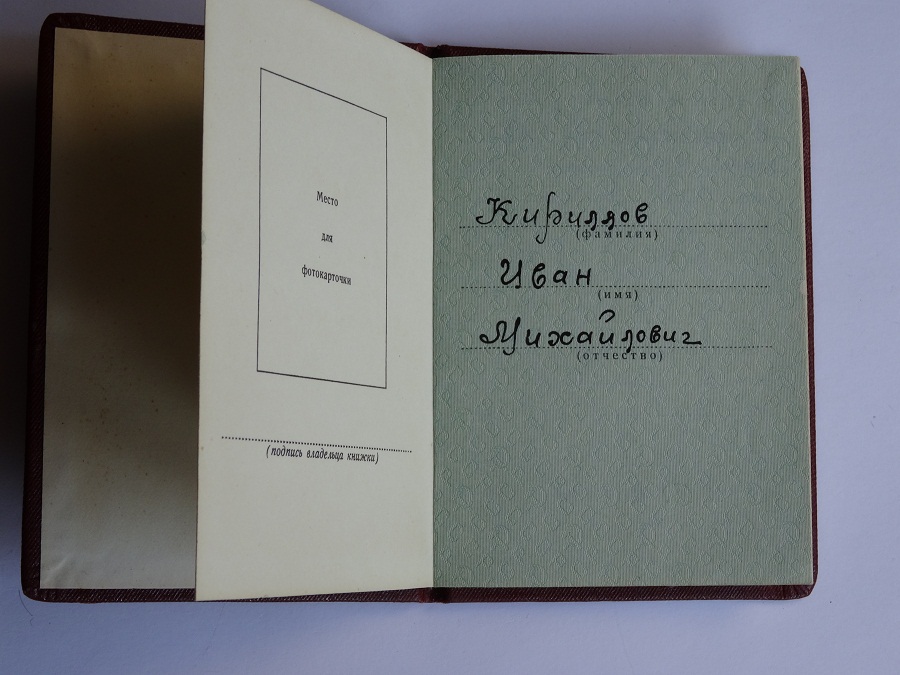 Место
для
фотокарточки
(подпись владельца книжки)
Кириллов
(фамилия)
Иван
(имя)
Михайлович
(отчество)